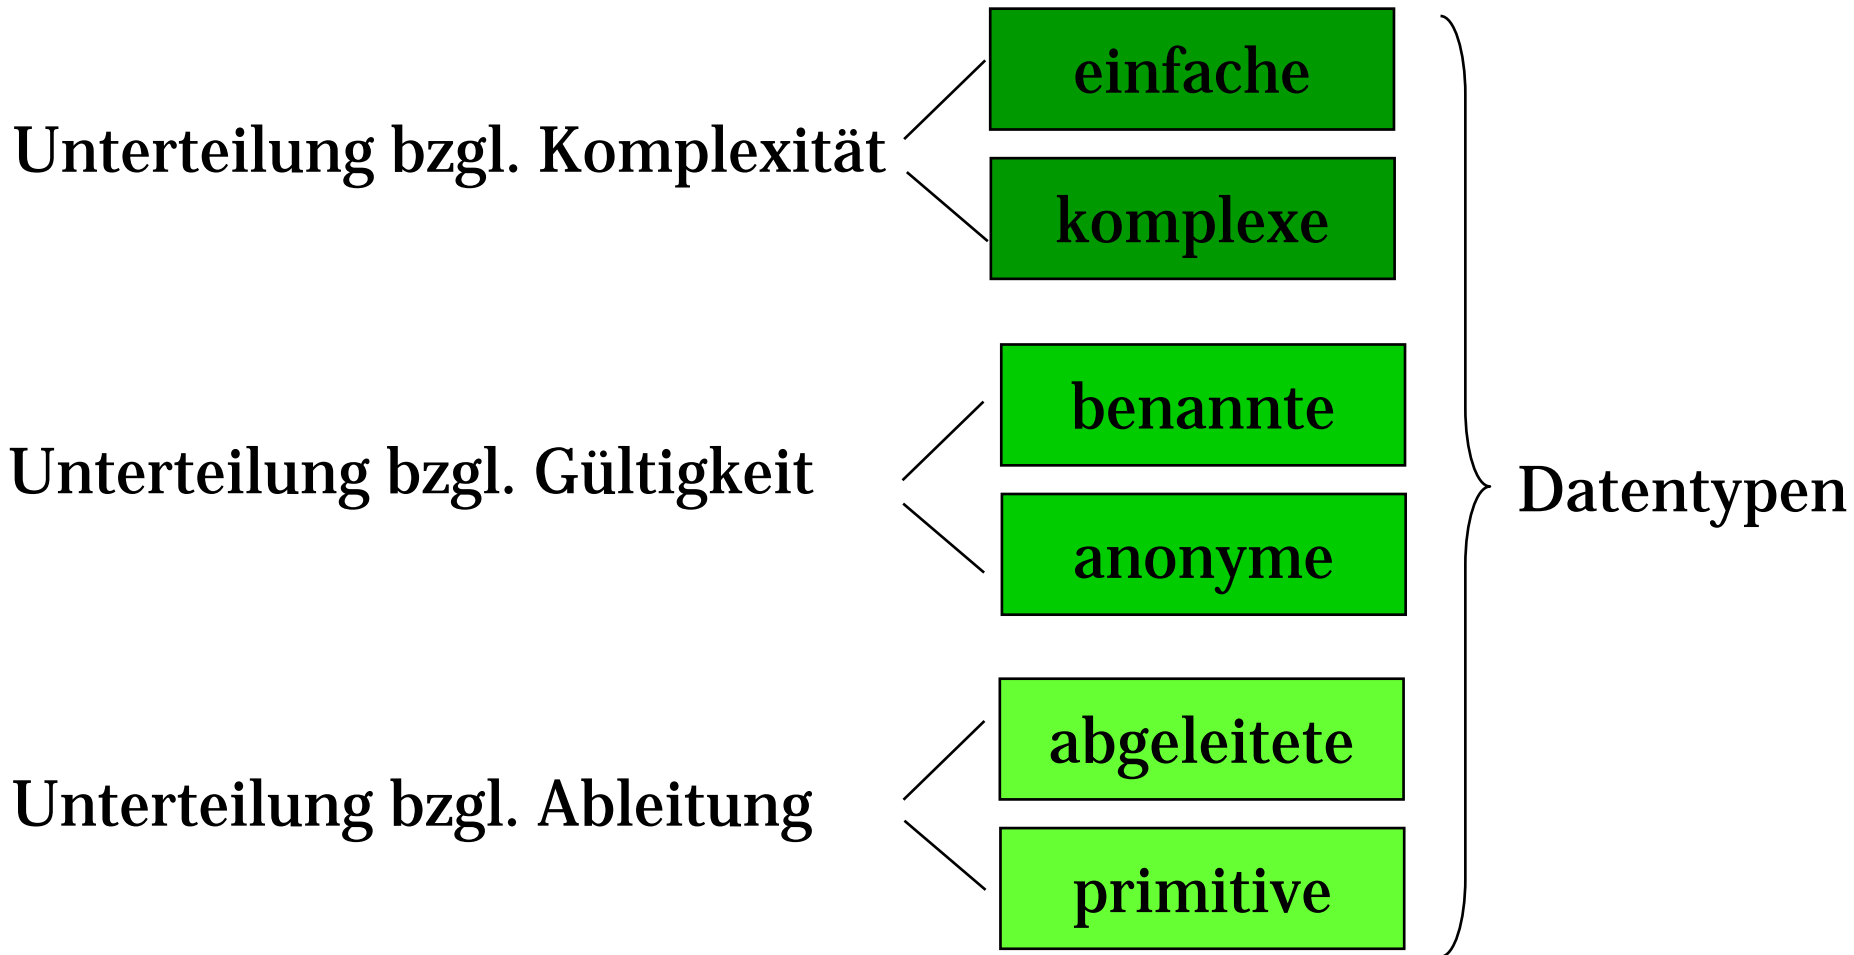 einfache
Unterteilung bzgl. Komplexität
komplexe
benannte
Unterteilung bzgl. Gültigkeit
Datentypen
anonyme
abgeleitete
Unterteilung bzgl. Ableitung
primitive